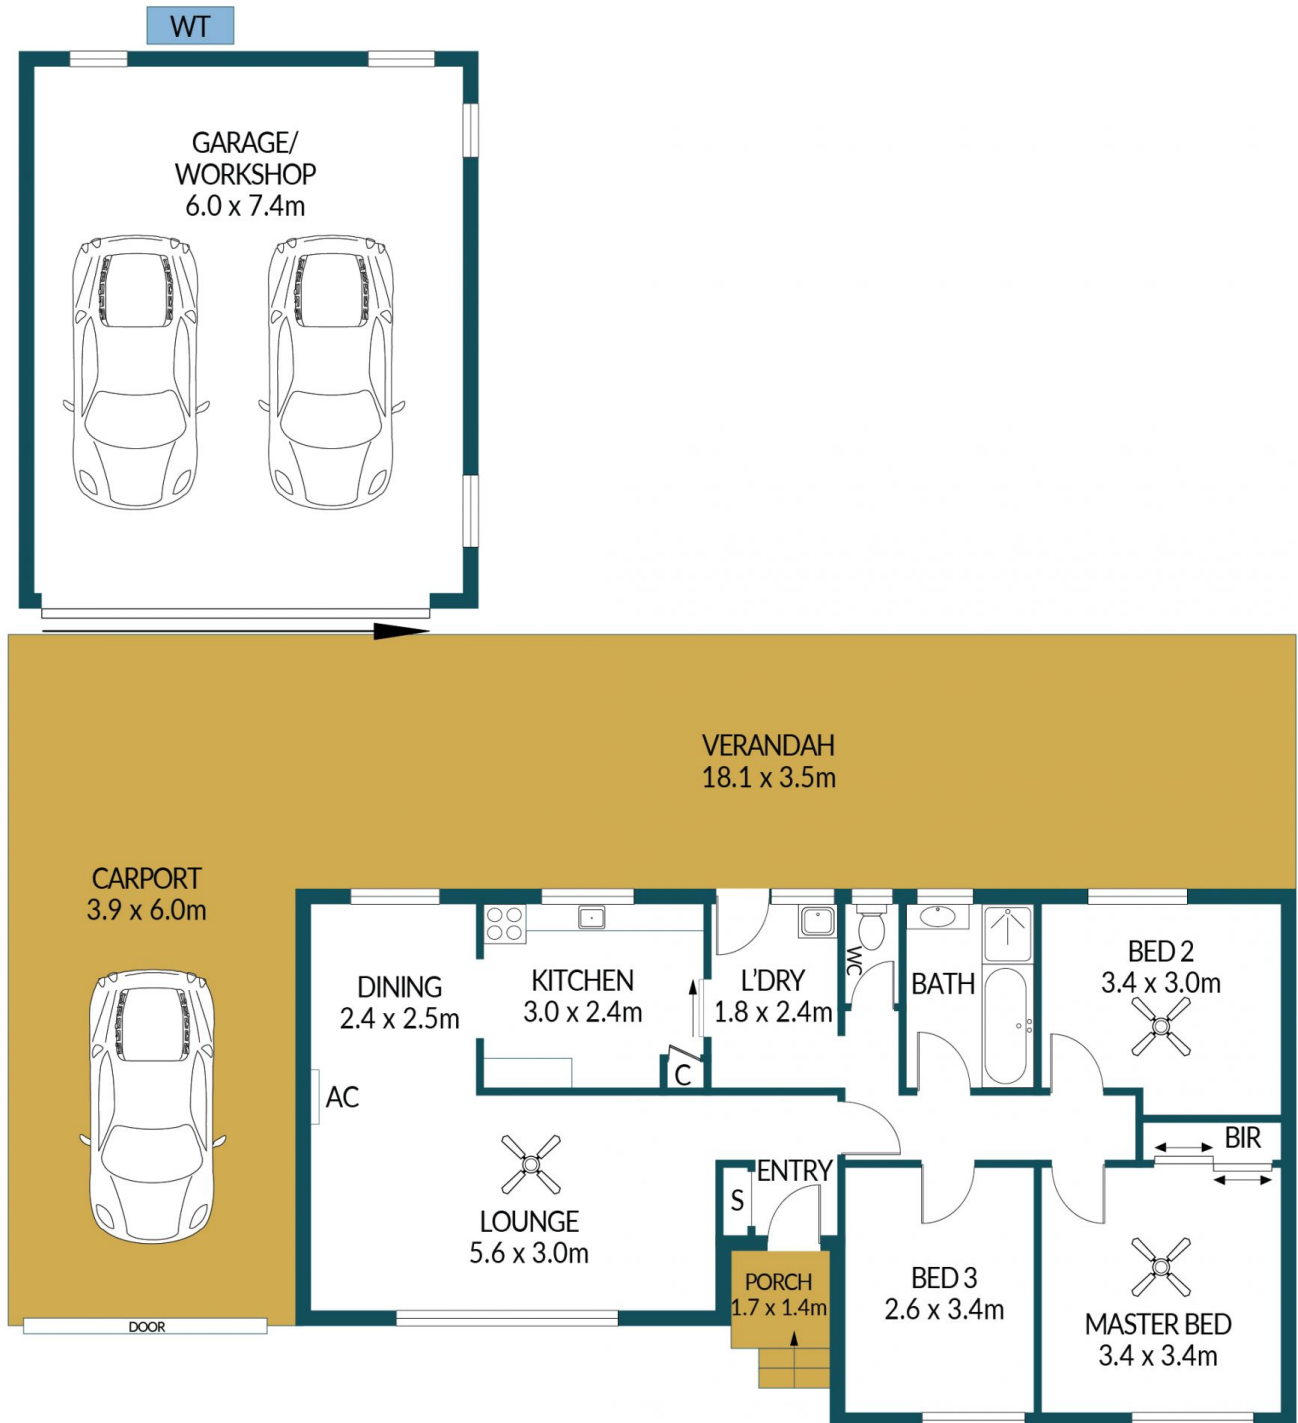 WT
GARAGE/
WORKSHOP
6.0 x 7.4m
VERANDAH
18.1 x 3.5m
CARPORT
3.9 x 6.0m
DINING
2.4 x 2.5m
KITCHEN
3.0 x 2.4m
L'DRY
1.8 x 2.4m
WC
BATH
BED 2
3.4 x 3.0m
C
AC
BIR
ENTRY
S
LOUNGE
5.6 x 3.0m
PORCH
1.7 x 1.4m
BED 3
2.6 x 3.4m
MASTER BED
3.4 x 3.4m
DOOR